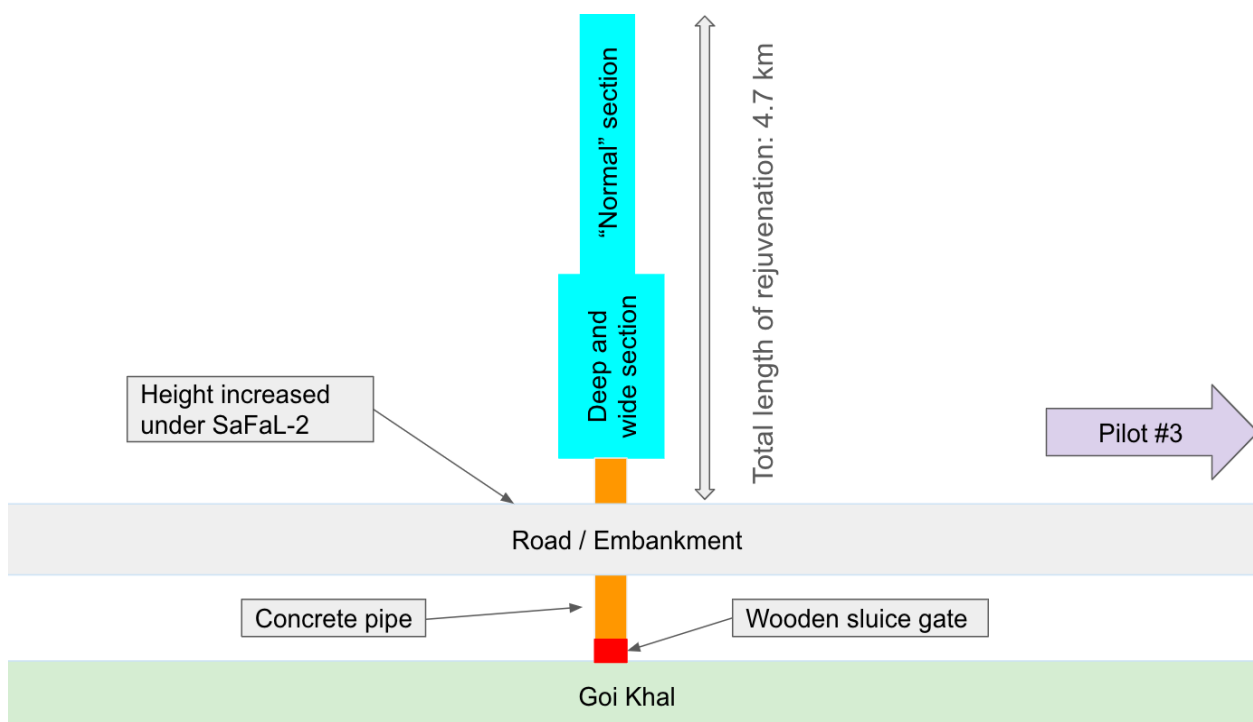 “Normal” section
Total length of rejuvenation: 4.7 km
Deep and
wide section
Height increased
under SaFaL-2
Pilot #3
Road / Embankment
Concrete pipe
Wooden sluice gate
Goi Khal